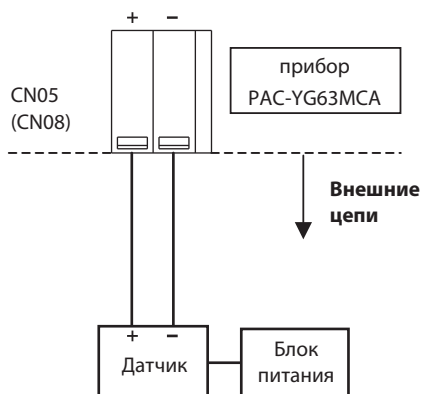 + −
прибор
PAC-YG63MCA
CN05
(CN08)
Внешние
цепи
+ −
Датчик
Блок
питания